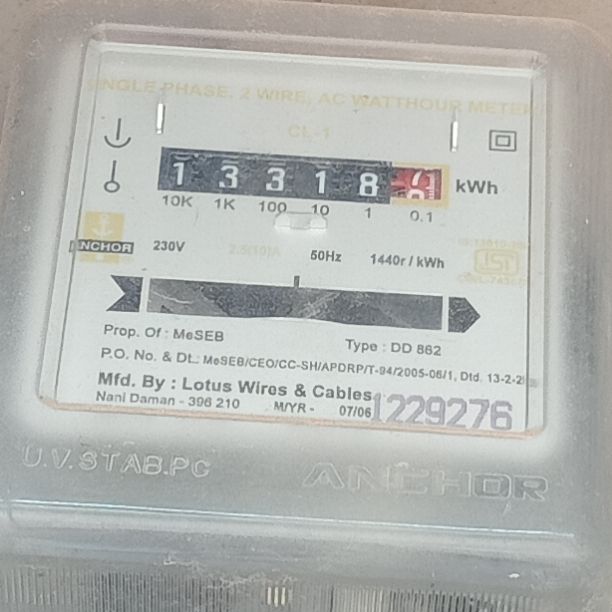 SINGLE PHASE, 2 WIRE, AC WATTHOUR METER
CL-1
1 3 3 1 8 kWh
10K 1K 100 10 1 0.1
ANCHOR 230V 2.5(10)A 50Hz 1440r / kWh
Prop. Of : MeSEB Type : DD 862
P.O. No. & Dt.: MeSEB/CEO/CC-SH/APDRP/T-94/2005-06/1, Dtd. 13-2-2
Mfd. By : Lotus Wires & Cables
Nani Daman - 396 210 M/YR - 07/06 1229276
U.V.STAB.PC ANCHOR